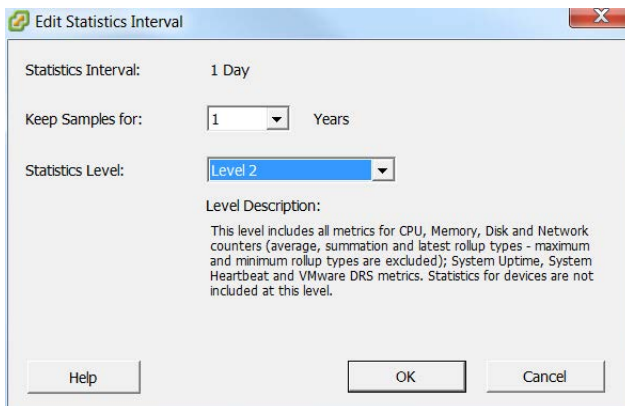 Edit Statistics Interval
X
Statistics Interval: 1 Day
Keep Samples for: 1 Years
Statistics Level: Level 2
Level Description:
This level includes all metrics for CPU, Memory, Disk and Network
counters (average, summation and latest rollup types - maximum
and minimum rollup types are excluded); System Uptime, System
Heartbeat and VMware DRS metrics. Statistics for devices are not
included at this level.
Help OK Cancel